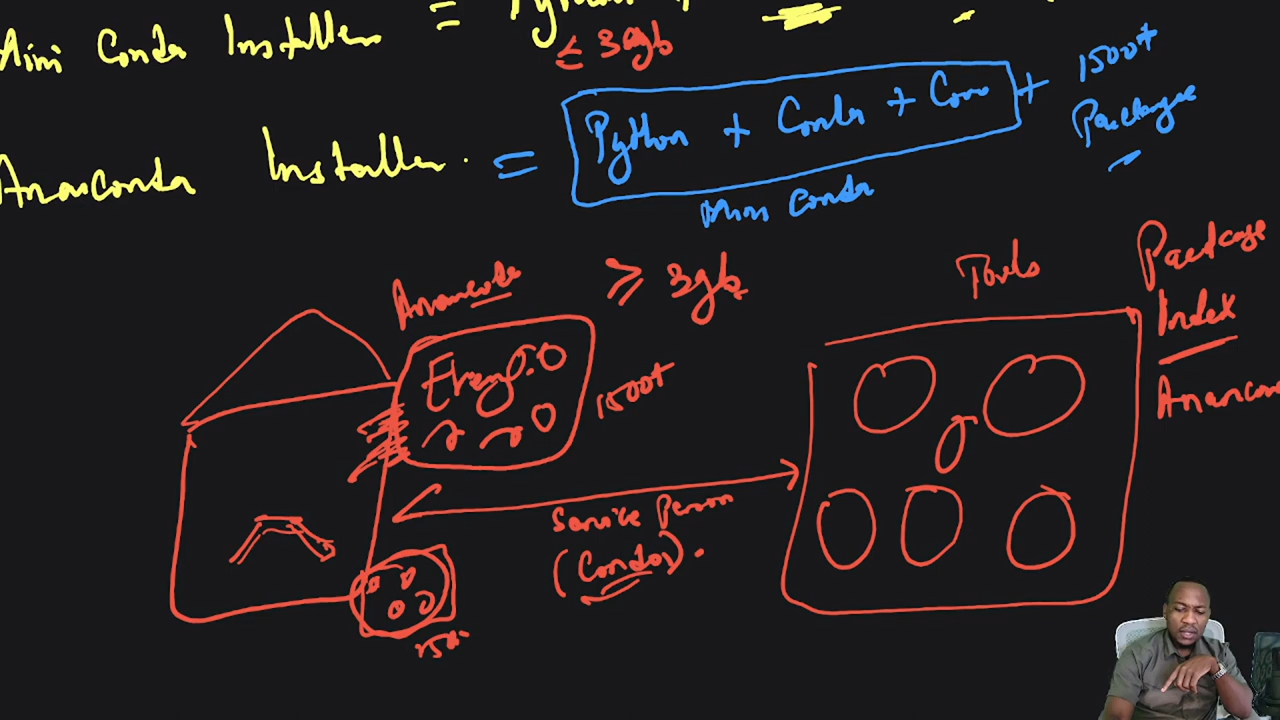 Mini Conda Installer = Python
≤ 3gb
Anaconda Installer = Python + Conda + Core + 1500+ Packages
Mini Conda
Anaconda
≥ 3gb
1500+
Tools
Package
Index
Service Person
(Conda)